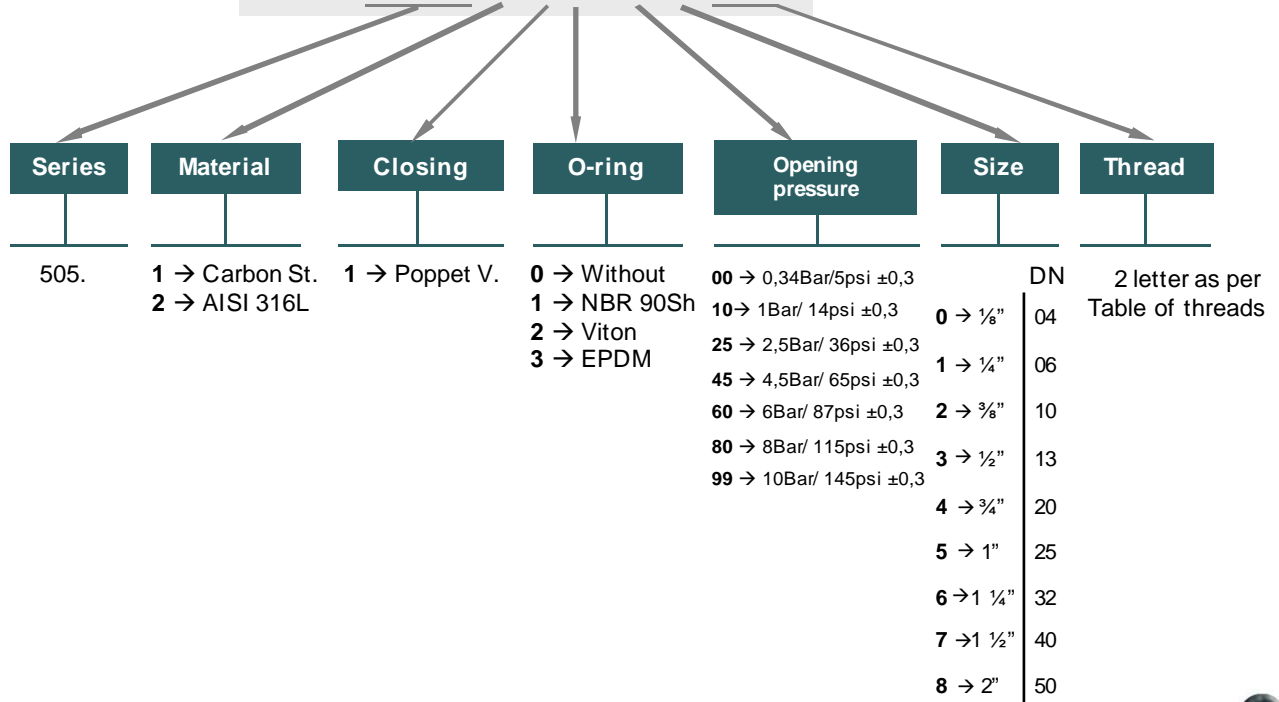 Series
505.
Material
1 → Carbon St.
2 → AISI 316L
Closing
1 → Poppet V.
O-ring
0 → Without
1 → NBR 90Sh
2 → Viton
3 → EPDM
Opening
pressure
00 → 0,34Bar/5psi ±0,3
10→ 1Bar/ 14psi ±0,3
25 → 2,5Bar/ 36psi ±0,3
45 → 4,5Bar/ 65psi ±0,3
60 → 6Bar/ 87psi ±0,3
80 → 8Bar/ 115psi ±0,3
99 → 10Bar/ 145psi ±0,3
Size
DN
0 → ⅛” 04
1 → ¼” 06
2 → ⅜” 10
3 → ½” 13
4 → ¾” 20
5 → 1” 25
6 →1 ¼” 32
7 →1 ½” 40
8 → 2” 50
Thread
2 letter as per
Table of threads